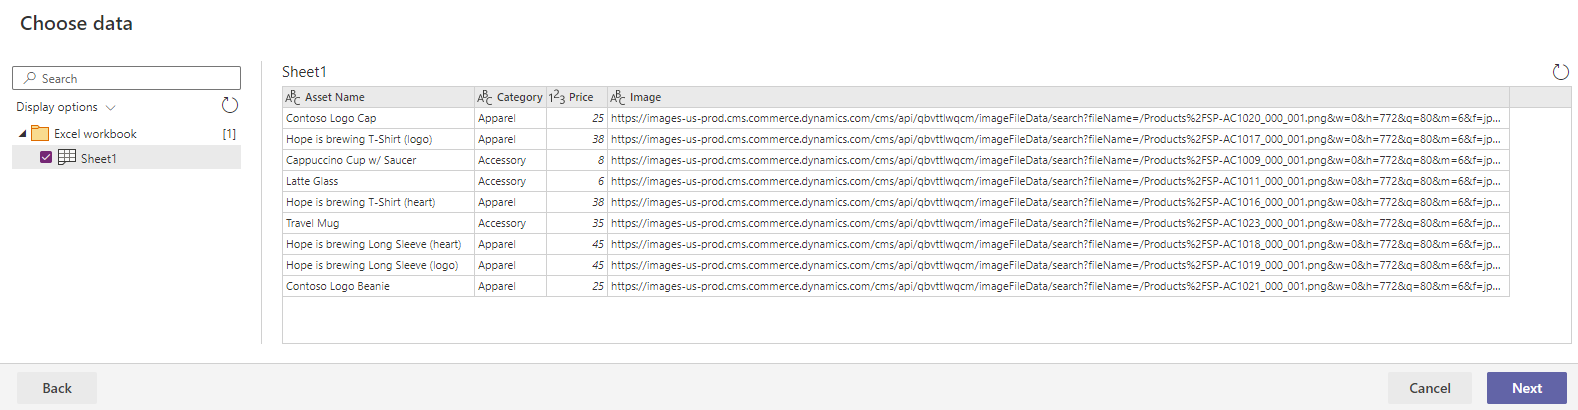 Choose data
Search
Display options
Excel workbook [1]
Sheet1
Sheet1
ABC Asset Name ABC Category 123 Price ABC Image
Contoso Logo Cap Apparel 25 https://images-us-prod.cms.commerce.dynamics.com/cms/api/qbvttlwqcm/imageFileData/search?fileName=/Products%2FSP-AC1020_000_001.png&w=0&h=772&q=80&m=6&f=jp...
Hope is brewing T-Shirt (logo) Apparel 38 https://images-us-prod.cms.commerce.dynamics.com/cms/api/qbvttlwqcm/imageFileData/search?fileName=/Products%2FSP-AC1017_000_001.png&w=0&h=772&q=80&m=6&f=jp...
Cappuccino Cup w/ Saucer Accessory 8 https://images-us-prod.cms.commerce.dynamics.com/cms/api/qbvttlwqcm/imageFileData/search?fileName=/Products%2FSP-AC1009_000_001.png&w=0&h=772&q=80&m=6&f=jp...
Latte Glass Accessory 6 https://images-us-prod.cms.commerce.dynamics.com/cms/api/qbvttlwqcm/imageFileData/search?fileName=/Products%2FSP-AC1011_000_001.png&w=0&h=772&q=80&m=6&f=jp...
Hope is brewing T-Shirt (heart) Apparel 38 https://images-us-prod.cms.commerce.dynamics.com/cms/api/qbvttlwqcm/imageFileData/search?fileName=/Products%2FSP-AC1016_000_001.png&w=0&h=772&q=80&m=6&f=jp...
Travel Mug Accessory 35 https://images-us-prod.cms.commerce.dynamics.com/cms/api/qbvttlwqcm/imageFileData/search?fileName=/Products%2FSP-AC1023_000_001.png&w=0&h=772&q=80&m=6&f=jp...
Hope is brewing Long Sleeve (heart) Apparel 45 https://images-us-prod.cms.commerce.dynamics.com/cms/api/qbvttlwqcm/imageFileData/search?fileName=/Products%2FSP-AC1018_000_001.png&w=0&h=772&q=80&m=6&f=jp...
Hope is brewing Long Sleeve (logo) Apparel 45 https://images-us-prod.cms.commerce.dynamics.com/cms/api/qbvttlwqcm/imageFileData/search?fileName=/Products%2FSP-AC1019_000_001.png&w=0&h=772&q=80&m=6&f=jp...
Contoso Logo Beanie Apparel 25 https://images-us-prod.cms.commerce.dynamics.com/cms/api/qbvttlwqcm/imageFileData/search?fileName=/Products%2FSP-AC1021_000_001.png&w=0&h=772&q=80&m=6&f=jp...
Back Cancel Next